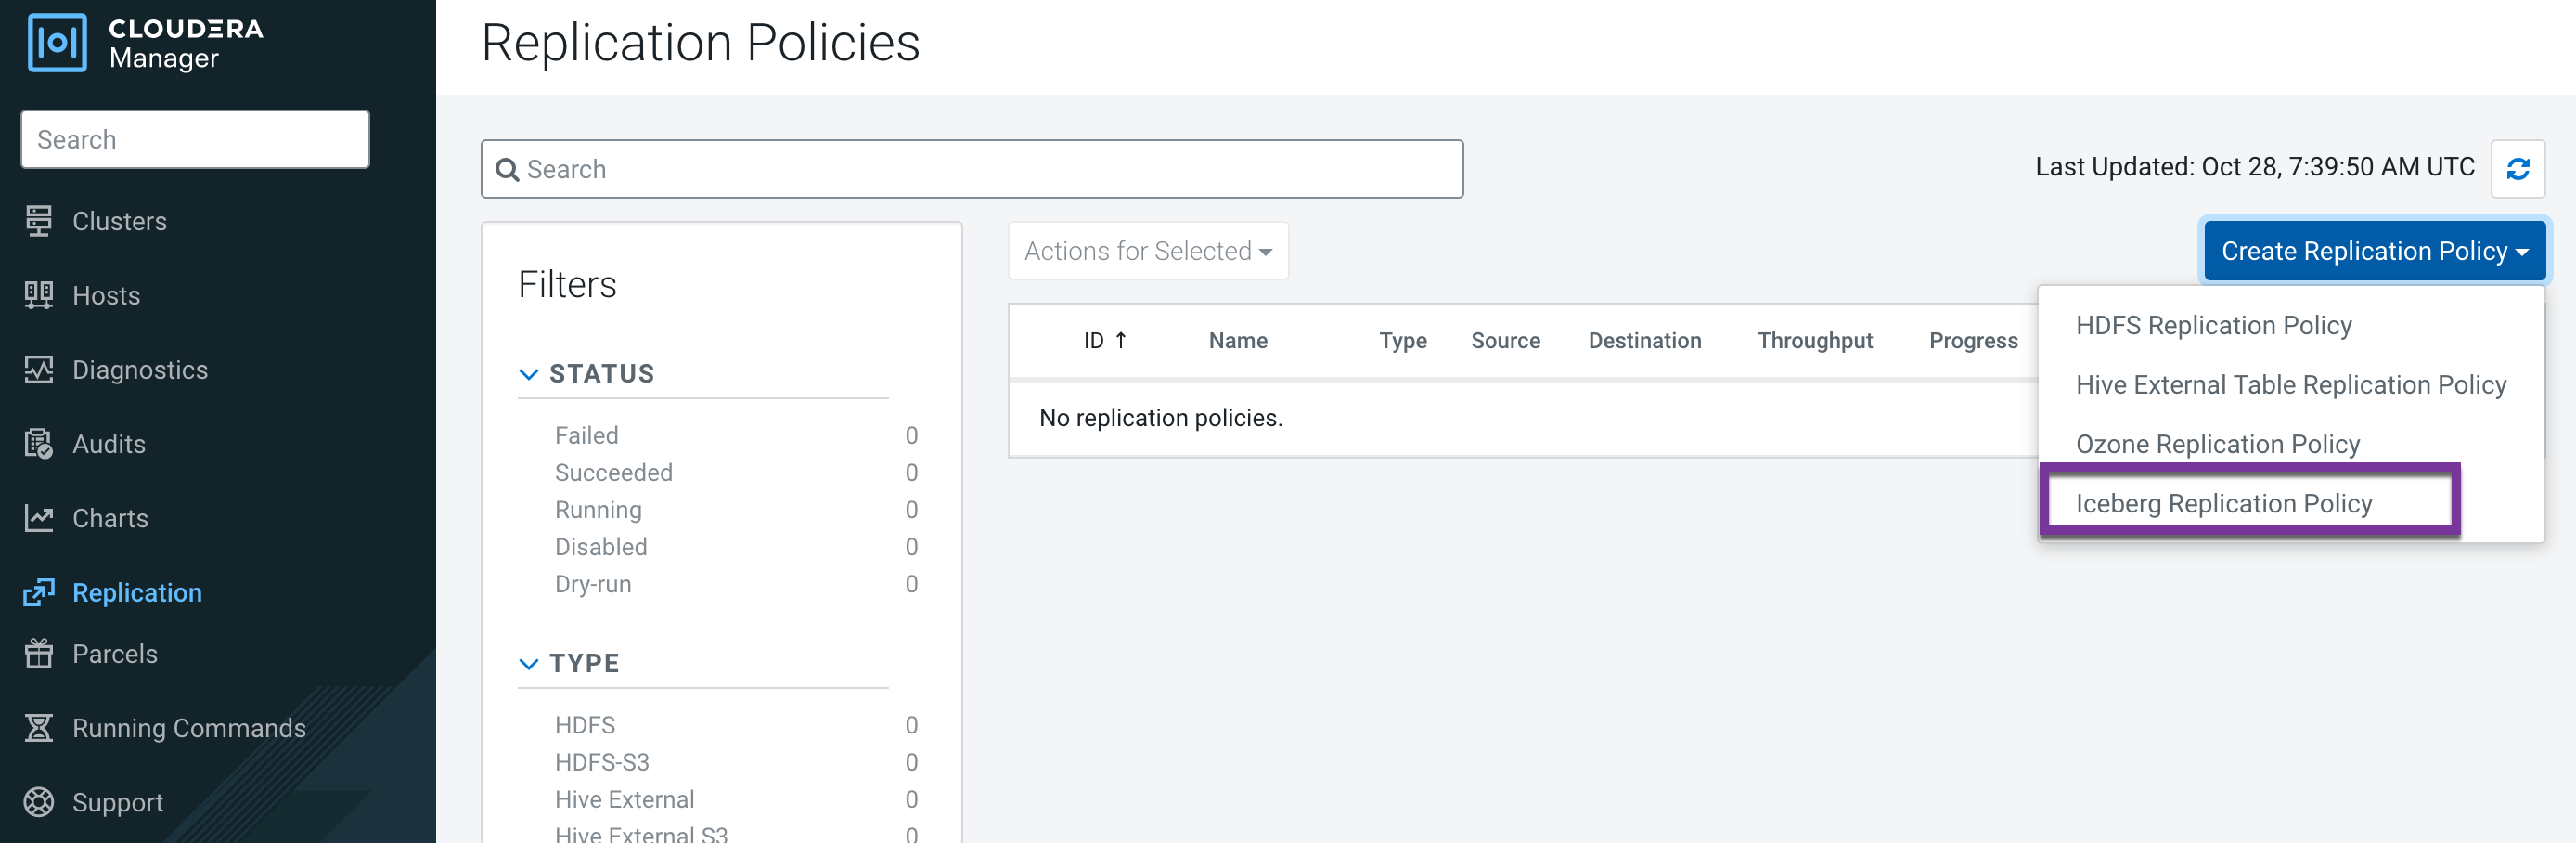 CLOUDERA
Manager
Search
Clusters
Hosts
Diagnostics
Audits
Charts
Replication
Parcels
Running Commands
Support
Replication Policies
Search
Last Updated: Oct 28, 7:39:50 AM UTC
Filters
STATUS
Failed 0
Succeeded 0
Running 0
Disabled 0
Dry-run 0
TYPE
HDFS 0
HDFS-S3 0
Hive External 0
Hive External S3 0
Actions for Selected
Create Replication Policy
HDFS Replication Policy
Hive External Table Replication Policy
Ozone Replication Policy
Iceberg Replication Policy
ID ↑ Name Type Source Destination Throughput Progress
No replication policies.